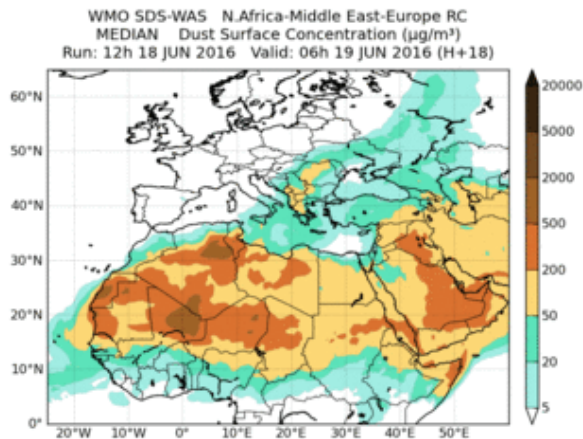 WMO SDS-WAS N.Africa-Middle East-Europe RC
MEDIAN Dust Surface Concentration (µg/m³)
Run: 12h 18 JUN 2016 Valid: 06h 19 JUN 2016 (H+18)
60°N
50°N
40°N
30°N
20°N
10°N
0°
20°W 10°W 0° 10°E 20°E 30°E 40°E 50°E
20000
5000
2000
500
200
50
20
5